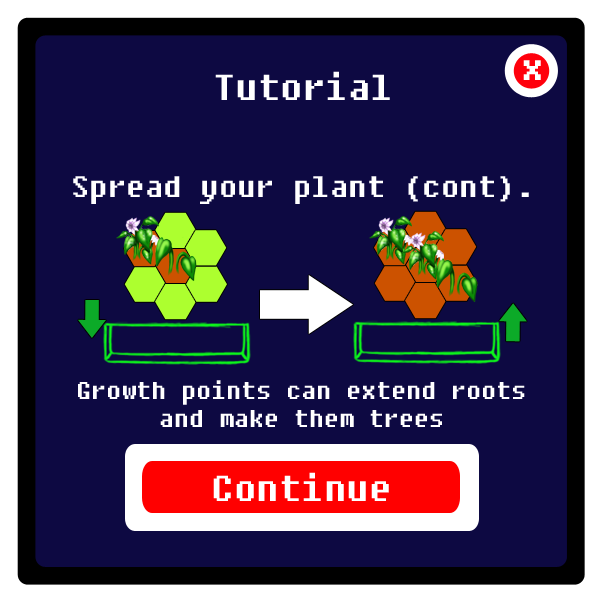 Tutorial
X
Spread your plant (cont).
Growth points can extend roots
and make them trees
Continue